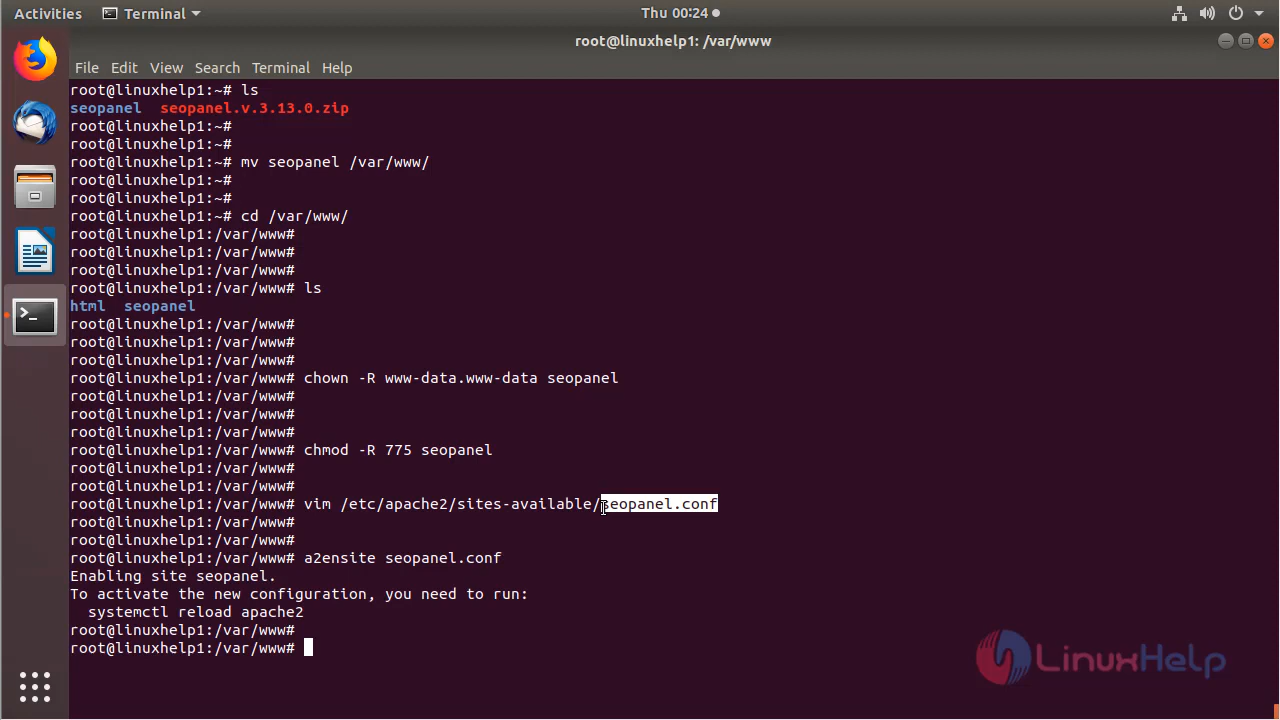 Activities Terminal Thu 00:24
root@linuxhelp1: /var/www
File Edit View Search Terminal Help
root@linuxhelp1:~# ls
seopanel seopanel.v.3.13.0.zip
root@linuxhelp1:~#
root@linuxhelp1:~#
root@linuxhelp1:~# mv seopanel /var/www/
root@linuxhelp1:~#
root@linuxhelp1:~#
root@linuxhelp1:~# cd /var/www/
root@linuxhelp1:/var/www#
root@linuxhelp1:/var/www#
root@linuxhelp1:/var/www#
root@linuxhelp1:/var/www# ls
html seopanel
root@linuxhelp1:/var/www#
root@linuxhelp1:/var/www#
root@linuxhelp1:/var/www#
root@linuxhelp1:/var/www# chown -R www-data.www-data seopanel
root@linuxhelp1:/var/www#
root@linuxhelp1:/var/www#
root@linuxhelp1:/var/www#
root@linuxhelp1:/var/www# chmod -R 775 seopanel
root@linuxhelp1:/var/www#
root@linuxhelp1:/var/www#
root@linuxhelp1:/var/www# vim /etc/apache2/sites-available/seopanel.conf
root@linuxhelp1:/var/www#
root@linuxhelp1:/var/www#
root@linuxhelp1:/var/www# a2ensite seopanel.conf
Enabling site seopanel.
To activate the new configuration, you need to run:
systemctl reload apache2
root@linuxhelp1:/var/www#
root@linuxhelp1:/var/www#
LinuxHelp